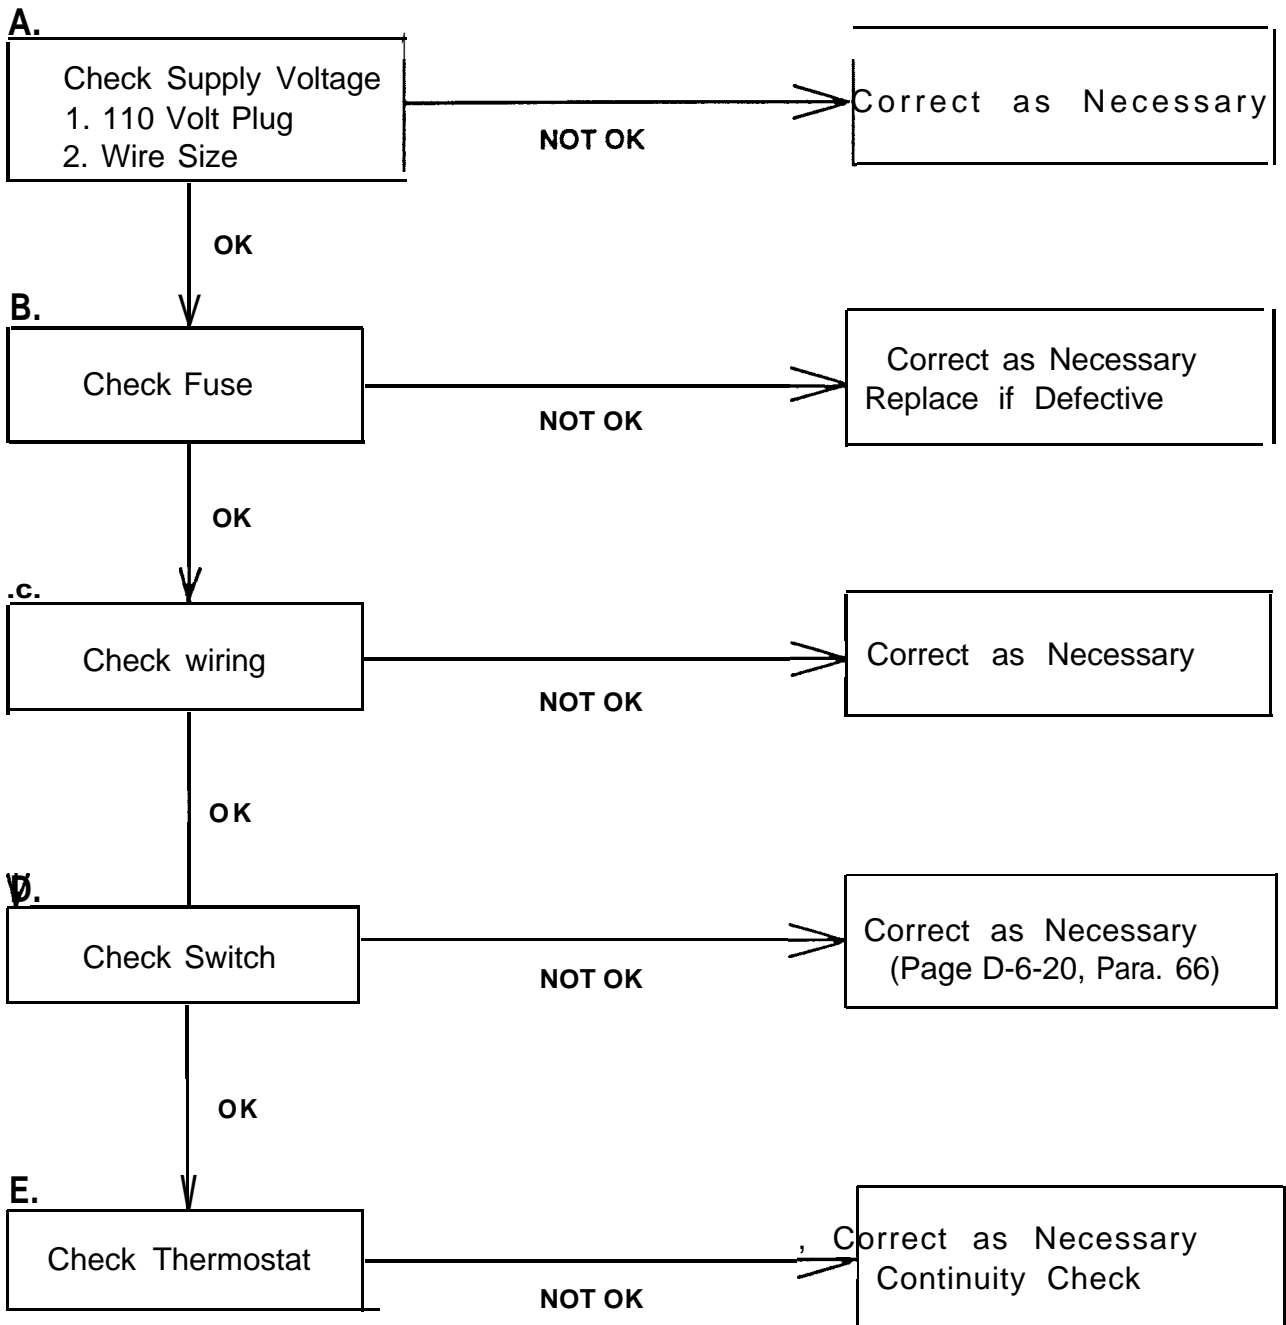 A.
Check Supply Voltage
1. 110 Volt Plug
2. Wire Size
NOT OK
Correct as Necessary
OK
B.
Check Fuse
NOT OK
Correct as Necessary
Replace if Defective
OK
.c.
Check wiring
NOT OK
Correct as Necessary
OK
D.
Check Switch
NOT OK
Correct as Necessary
(Page D-6-20, Para. 66)
OK
E.
Check Thermostat
NOT OK
, Correct as Necessary
Continuity Check